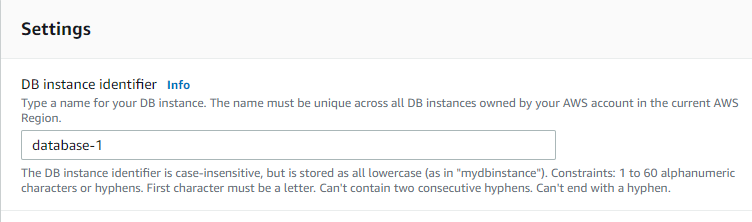 Settings
DB instance identifier Info
Type a name for your DB instance. The name must be unique across all DB instances owned by your AWS account in the current AWS
Region.
database-1
The DB instance identifier is case-insensitive, but is stored as all lowercase (as in "mydbinstance"). Constraints: 1 to 60 alphanumeric
characters or hyphens. First character must be a letter. Can't contain two consecutive hyphens. Can't end with a hyphen.